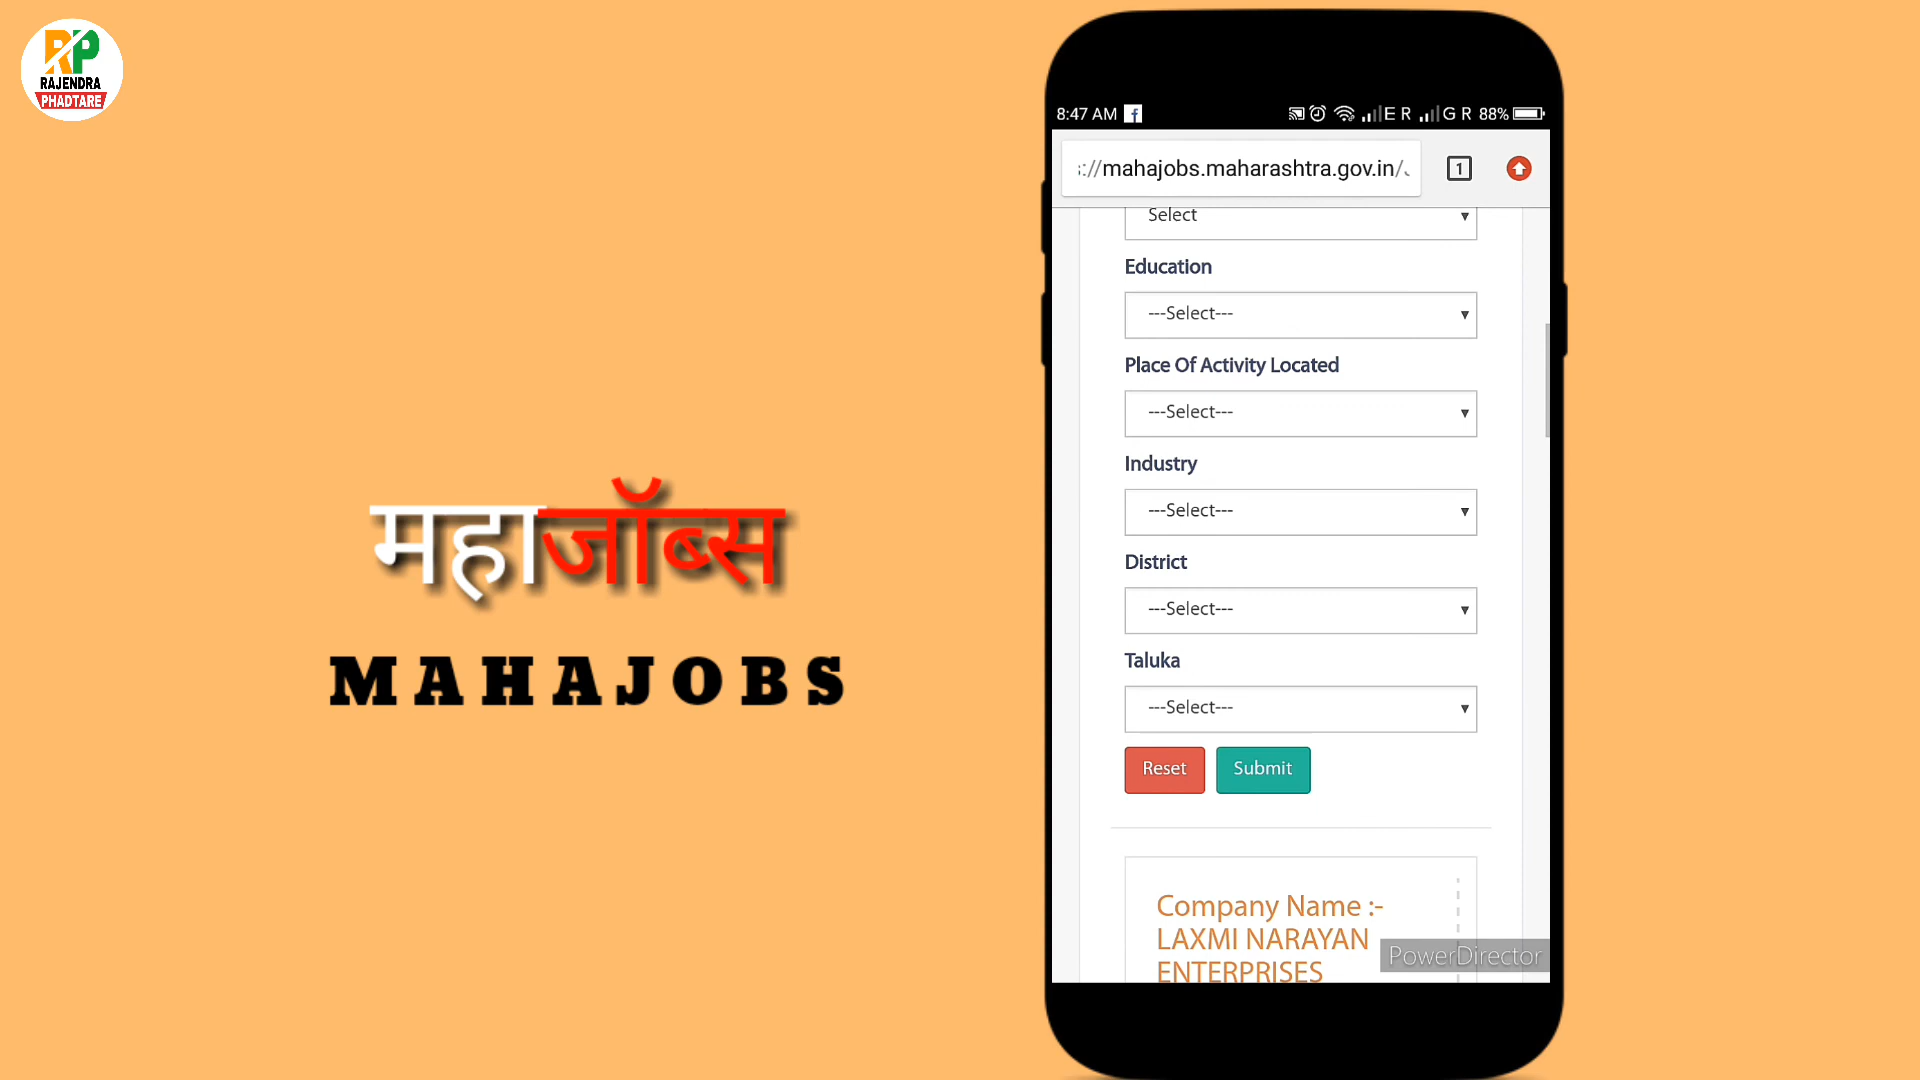 RP
RAJENDRA
PHADTARE
महाजॉब्स
MAHAJOBS
8:47 AM
E R
G R 88%
://mahajobs.maharashtra.gov.in/
1
Select
Education
---Select---
Place Of Activity Located
---Select---
Industry
---Select---
District
---Select---
Taluka
---Select---
Reset Submit
Company Name :-
LAXMI NARAYAN
ENTERPRISES
PowerDirector